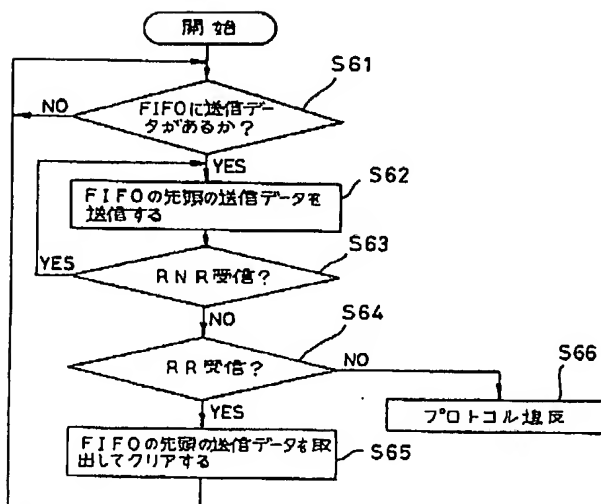 開始
S61
FIFOに送信デー
タがあるか？
NO
YES
S62
FIFOの先頭の送信データを
送信する
S63
YES
RNR受信？
NO
S64
RR受信？
NO
S66
プロトコル違反
YES
FIFOの先頭の送信データを取
出してクリアする
S65